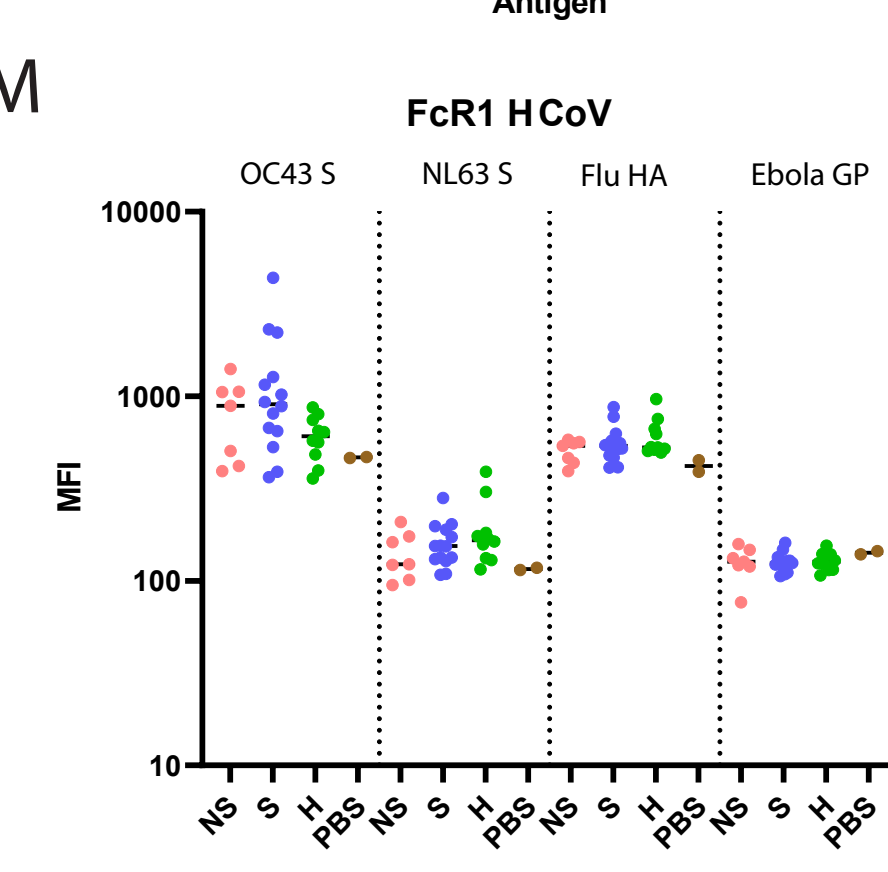 Antigen
M
FcR1 HCoV
OC43 S NL63 S Flu HA Ebola GP
10000
1000
100
10
MFI
NS S H PBS NS S H PBS NS S H PBS NS S H PBS